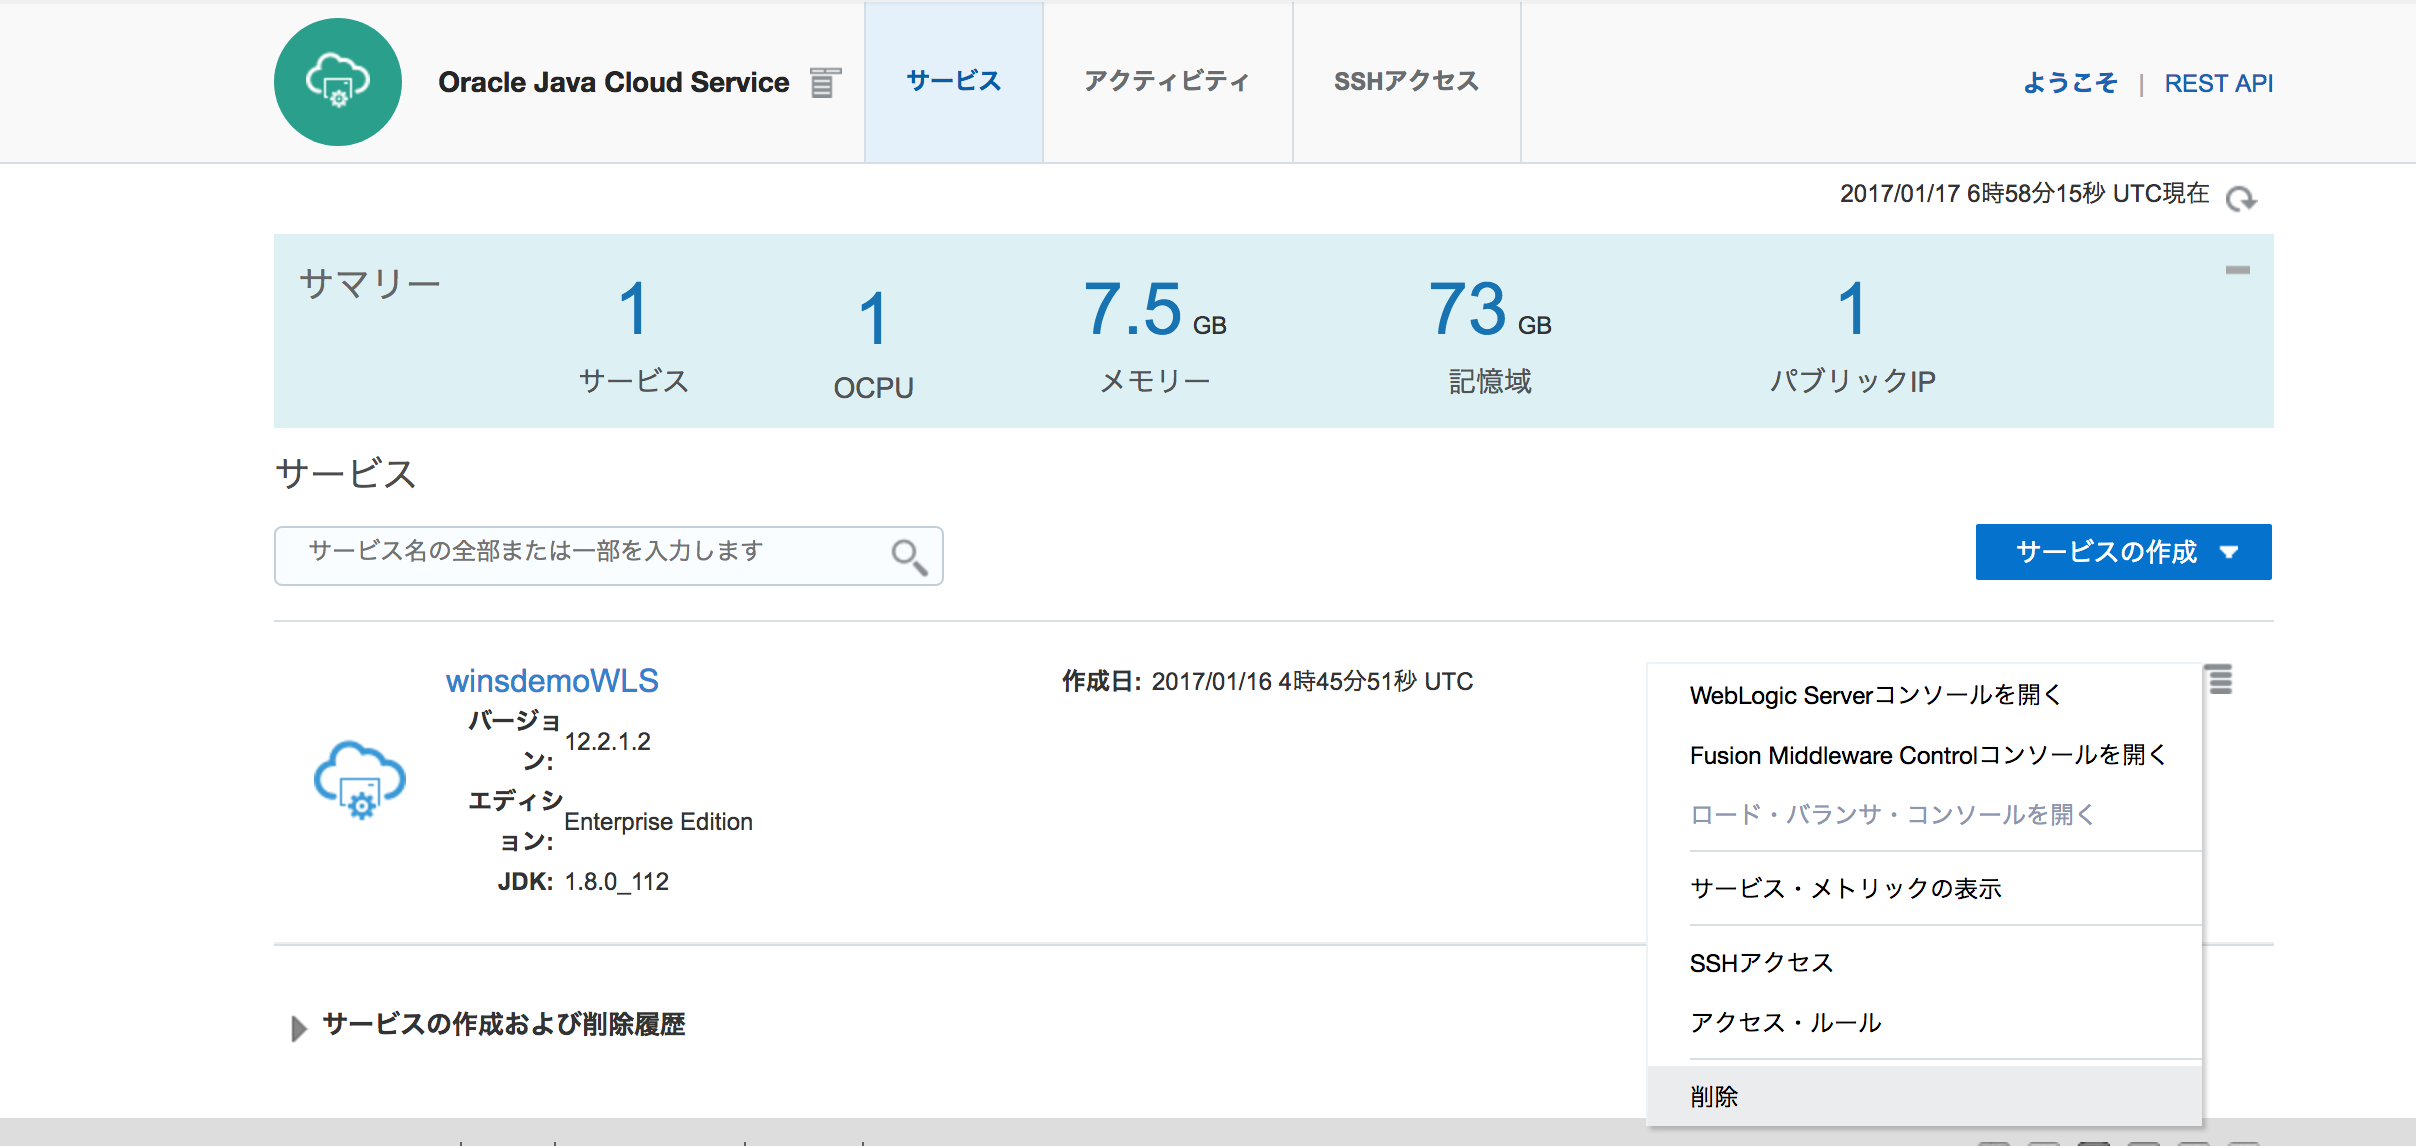 Oracle Java Cloud Service
サービス
アクティビティ
SSHアクセス
ようこそ | REST API
2017/01/17 6時58分15秒 UTC現在
サマリー
1
サービス
1
OCPU
7.5 GB
メモリー
73 GB
記憶域
1
パブリックIP
サービス
サービス名の全部または一部を入力します
サービスの作成
winsdemoWLS
バージョ
ン: 12.2.1.2
エディシ
ョン: Enterprise Edition
JDK: 1.8.0_112
作成日: 2017/01/16 4時45分51秒 UTC
WebLogic Serverコンソールを開く
Fusion Middleware Controlコンソールを開く
ロード・バランサ・コンソールを開く
サービス・メトリックの表示
SSHアクセス
アクセス・ルール
削除
サービスの作成および削除履歴